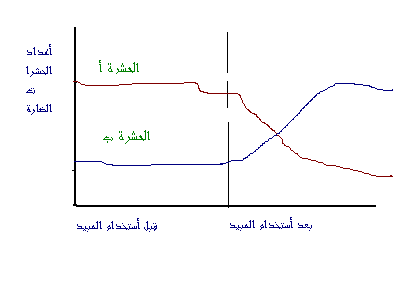 أعداد
الحشرا
ت
الضارة
الحشرة أ
الحشرة ب
قبل أستخدام المبيد
بعد أستخدام المبيد